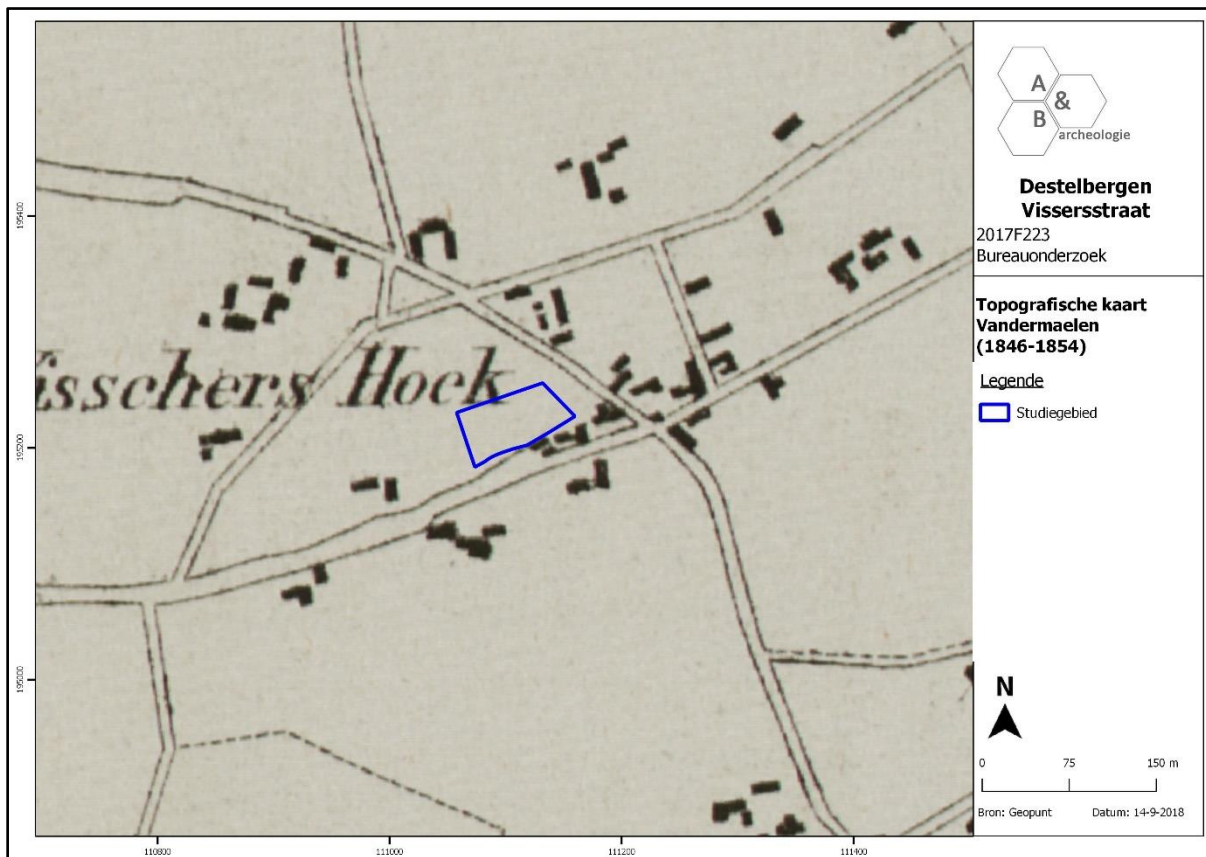 A
&
B
archeologie
Destelbergen
Vissersstraat
2017F223
Bureauonderzoek
Topografische kaart
Vandermaelen
(1846-1854)
Legende
Studiegebied
isschers Hoek
195400
195200
195000
N
0 75 150 m
Bron: Geopunt Datum: 14-9-2018
110800 111000 111200 111400